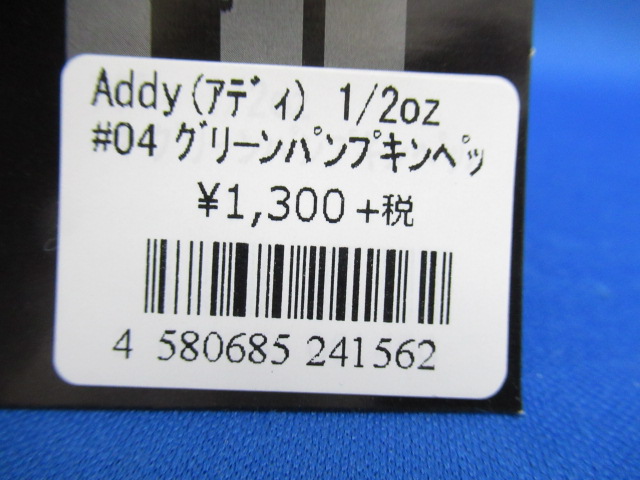 Addy(ｱﾃﾞｨ) 1/2oz
#04 ｸﾞﾘｰﾝﾊﾟﾝﾌﾟｷﾝﾍﾟｯ
¥1,300+税
4 580685 241562